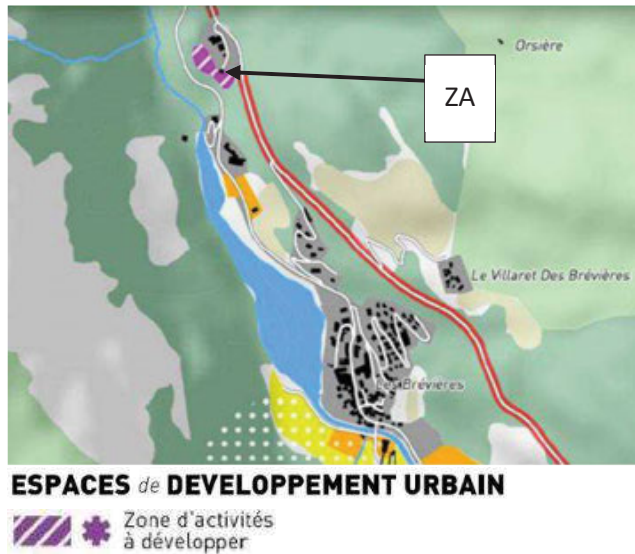 Orsière
ZA
Le Villaret Des Brévières
Les Brévières
ESPACES de DEVELOPPEMENT URBAIN
Zone d'activités
à développer